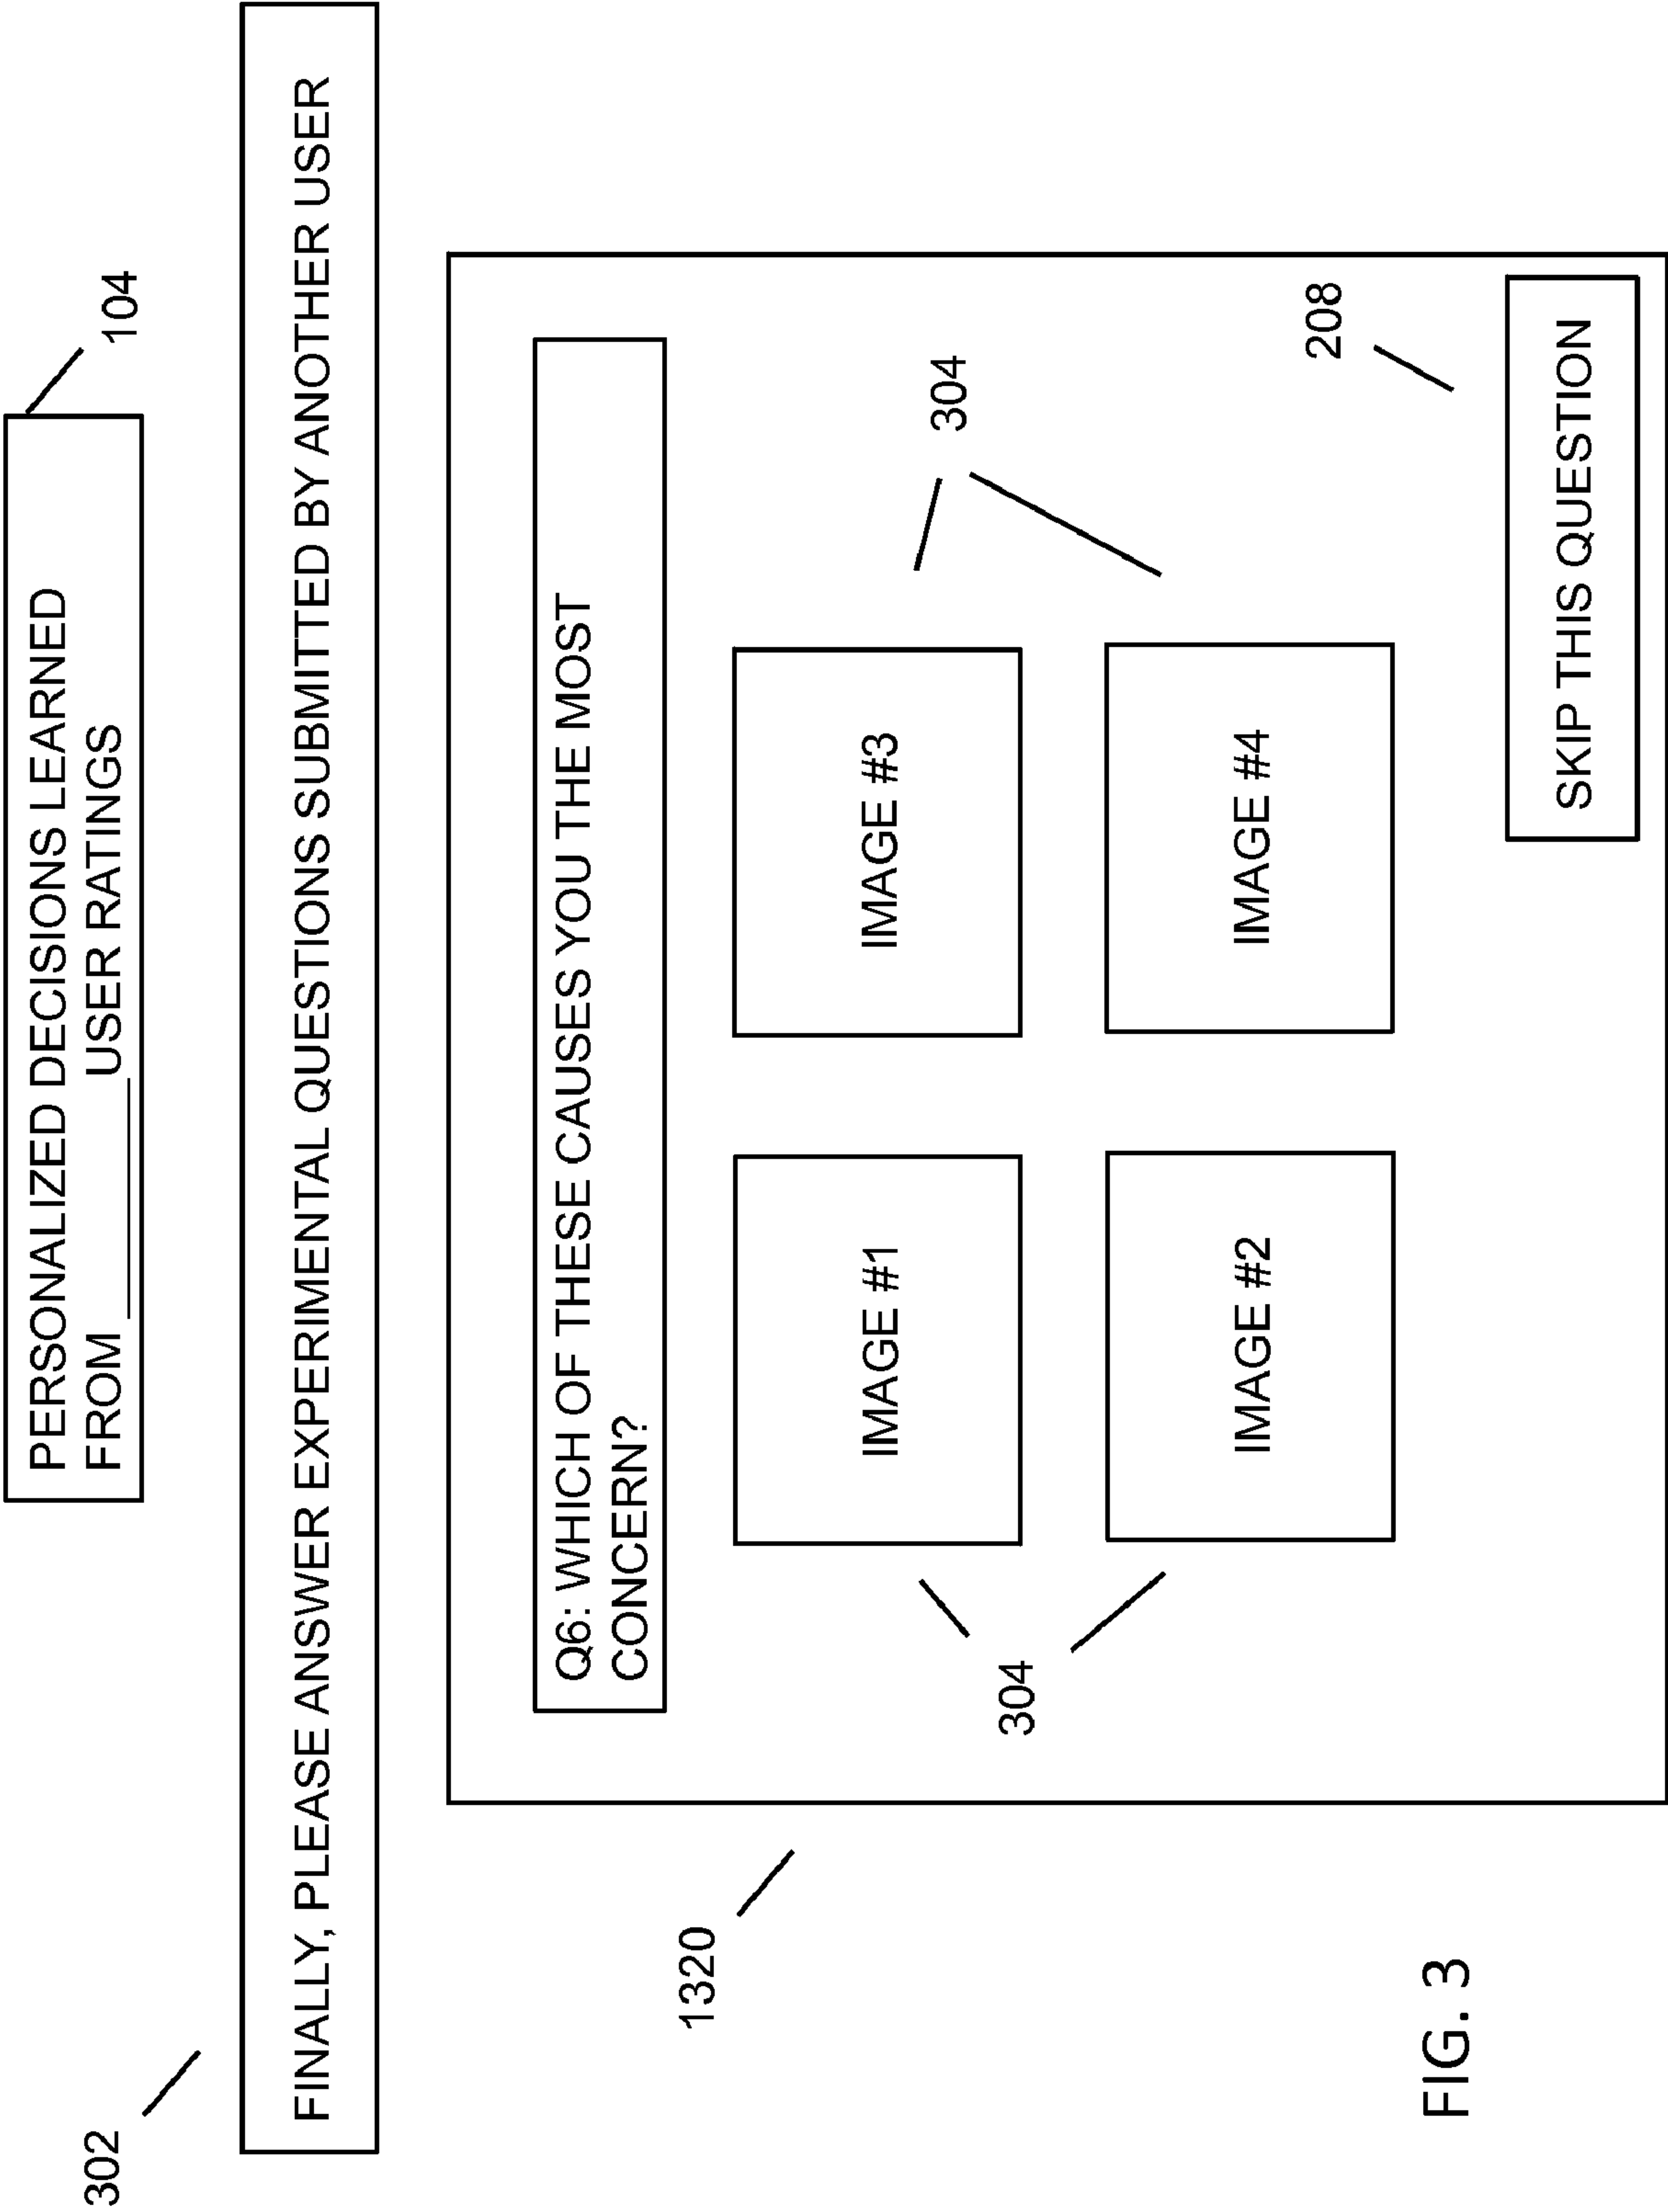 PERSONALIZED DECISIONS LEARNED
FROM __________USER RATINGS
104
302
FINALLY, PLEASE ANSWER EXPERIMENTAL QUESTIONS SUBMITTED BY ANOTHER USER
1320
Q6: WHICH OF THESE CAUSES YOU THE MOST
CONCERN?
IMAGE #1
IMAGE #3
304
304
IMAGE #2
IMAGE #4
208
SKIP THIS QUESTION
FIG. 3